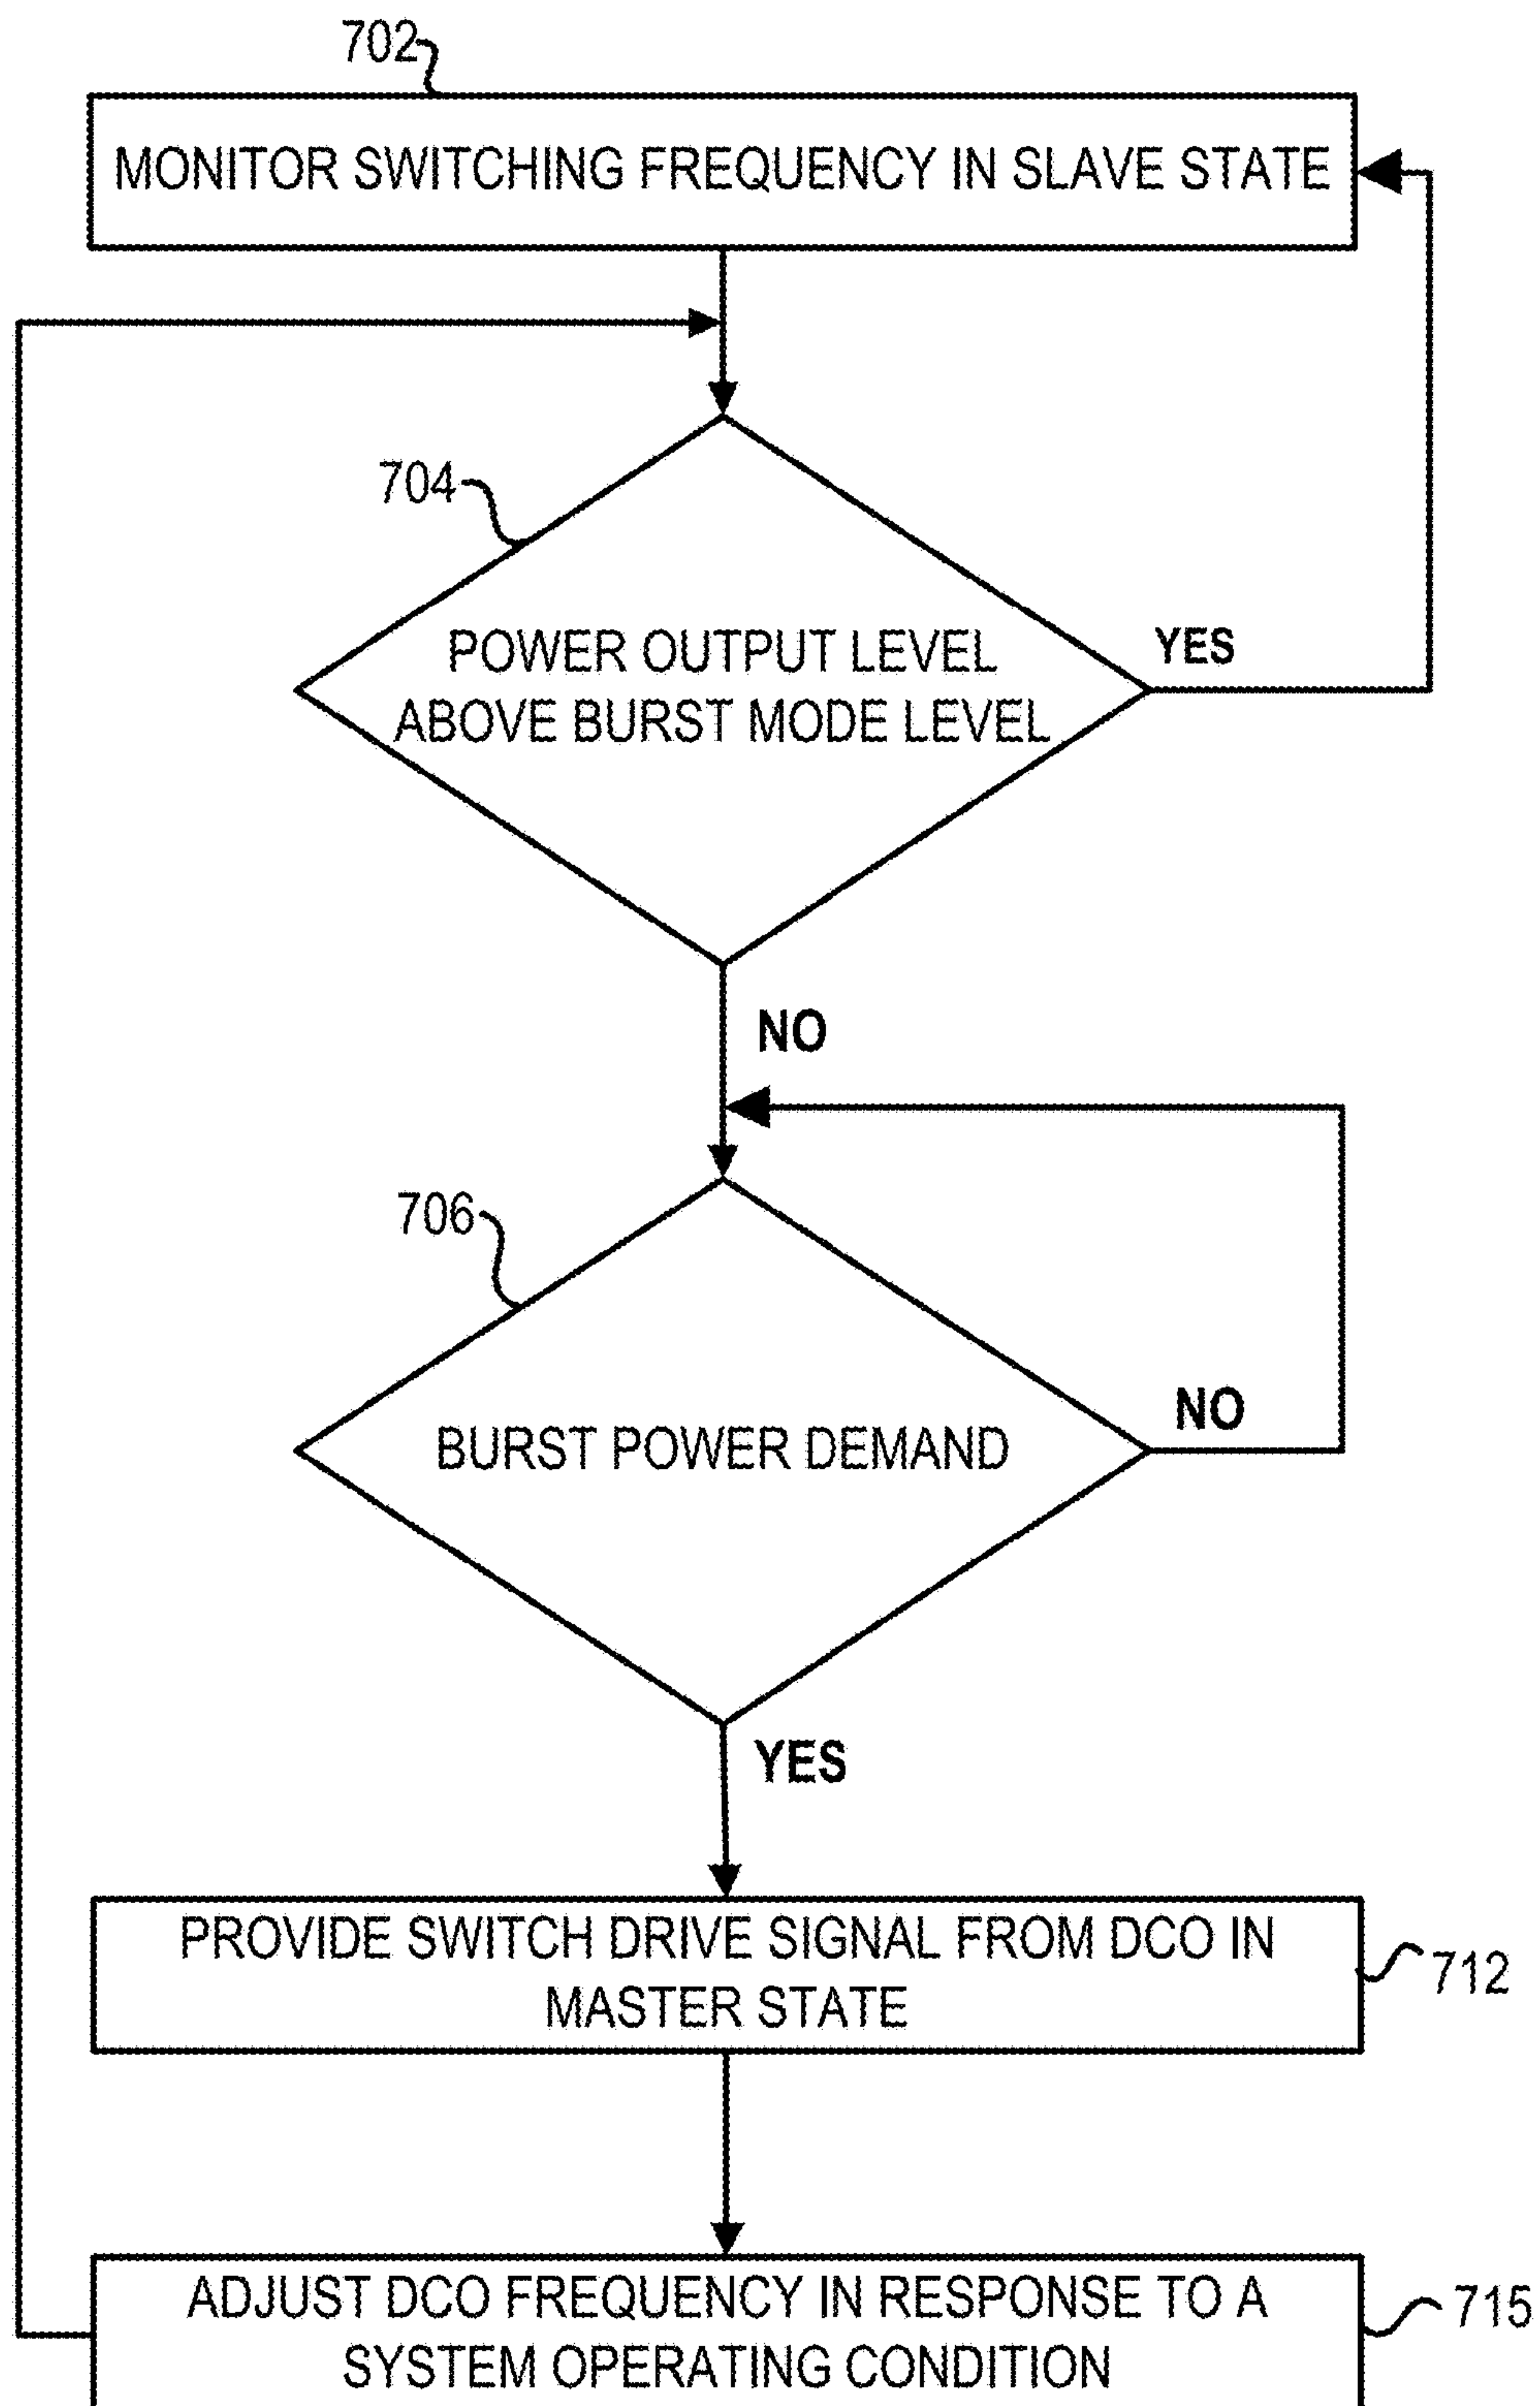 702
MONITOR SWITCHING FREQUENCY IN SLAVE STATE
704
POWER OUTPUT LEVEL
ABOVE BURST MODE LEVEL
YES
NO
706
BURST POWER DEMAND
NO
YES
PROVIDE SWITCH DRIVE SIGNAL FROM DCO IN
MASTER STATE
712
ADJUST DCO FREQUENCY IN RESPONSE TO A
SYSTEM OPERATING CONDITION
715